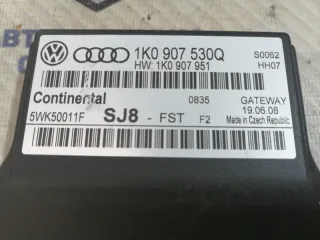 1K0 907 530Q
S0062
HW: 1K0 907 951
HH07
Continental
0835
GATEWAY
5WK50011F
SJ8 - FST F2
19.06.08
Made in Czech Republic